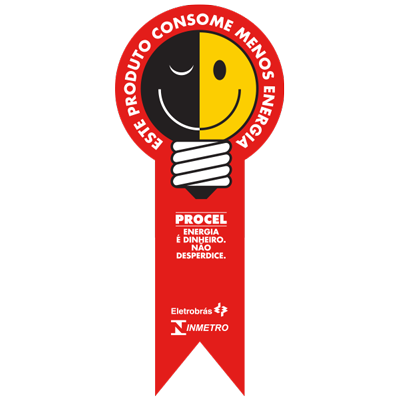 ESTE PRODUTO CONSOME MENOS ENERGIA
PROCEL
ENERGIA
É DINHEIRO.
NÃO
DESPERDICE.
Eletrobrás
INMETRO